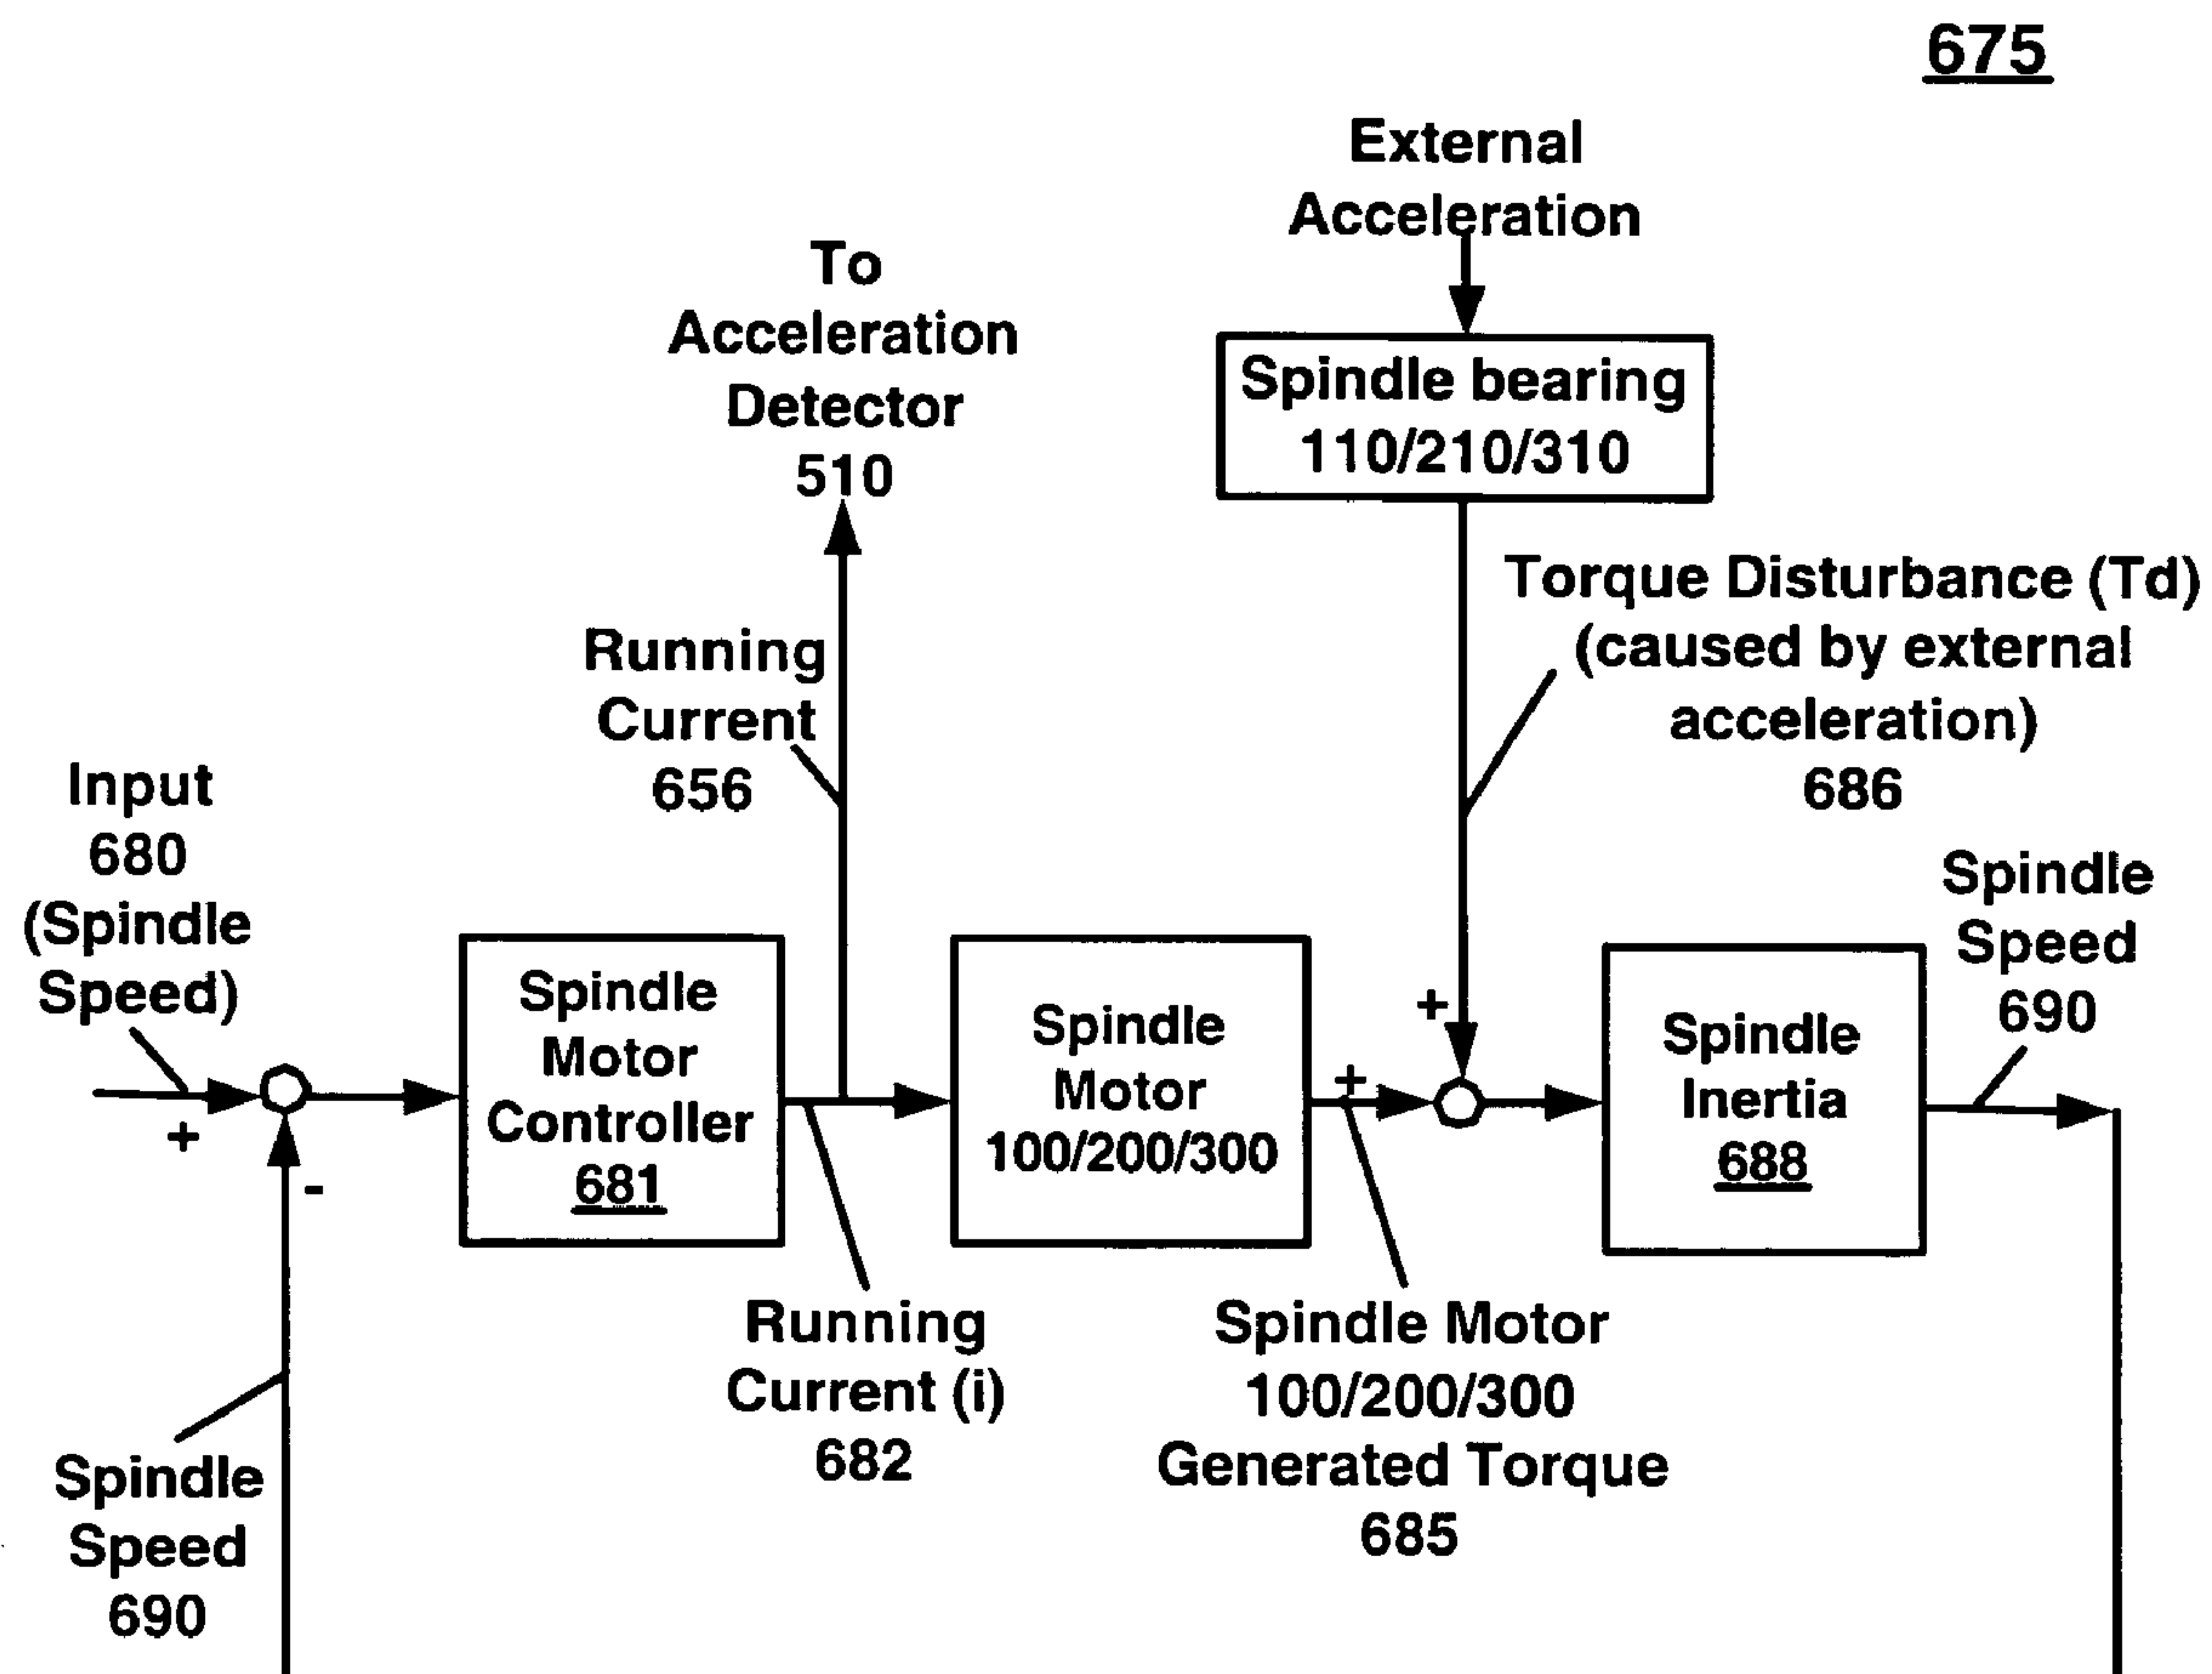 675
External
Acceleration
To
Acceleration
Detector
510
Spindle bearing
110/210/310
Torque Disturbance (Td)
(caused by external
acceleration)
686
Running
Current
656
Input
680
(Spindle
Speed)
+
-
Spindle
Motor
Controller
681
Spindle
Motor
100/200/300
+
+
Spindle
Inertia
688
Spindle
Speed
690
Running
Current (i)
682
Spindle Motor
100/200/300
Generated Torque
685
Spindle
Speed
690